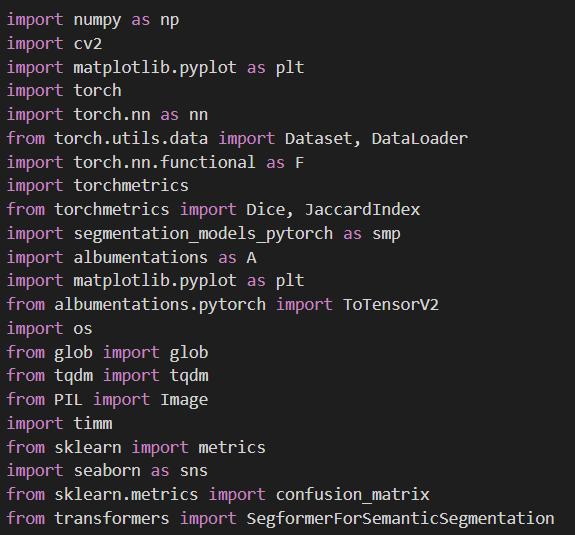 import numpy as np
import cv2
import matplotlib.pyplot as plt
import torch
import torch.nn as nn
from torch.utils.data import Dataset, DataLoader
import torch.nn.functional as F
import torchmetrics
from torchmetrics import Dice, JaccardIndex
import segmentation_models_pytorch as smp
import albumentations as A
import matplotlib.pyplot as plt
from albumentations.pytorch import ToTensorV2
import os
from glob import glob
from tqdm import tqdm
from PIL import Image
import timm
from sklearn import metrics
import seaborn as sns
from sklearn.metrics import confusion_matrix
from transformers import SegformerForSemanticSegmentation